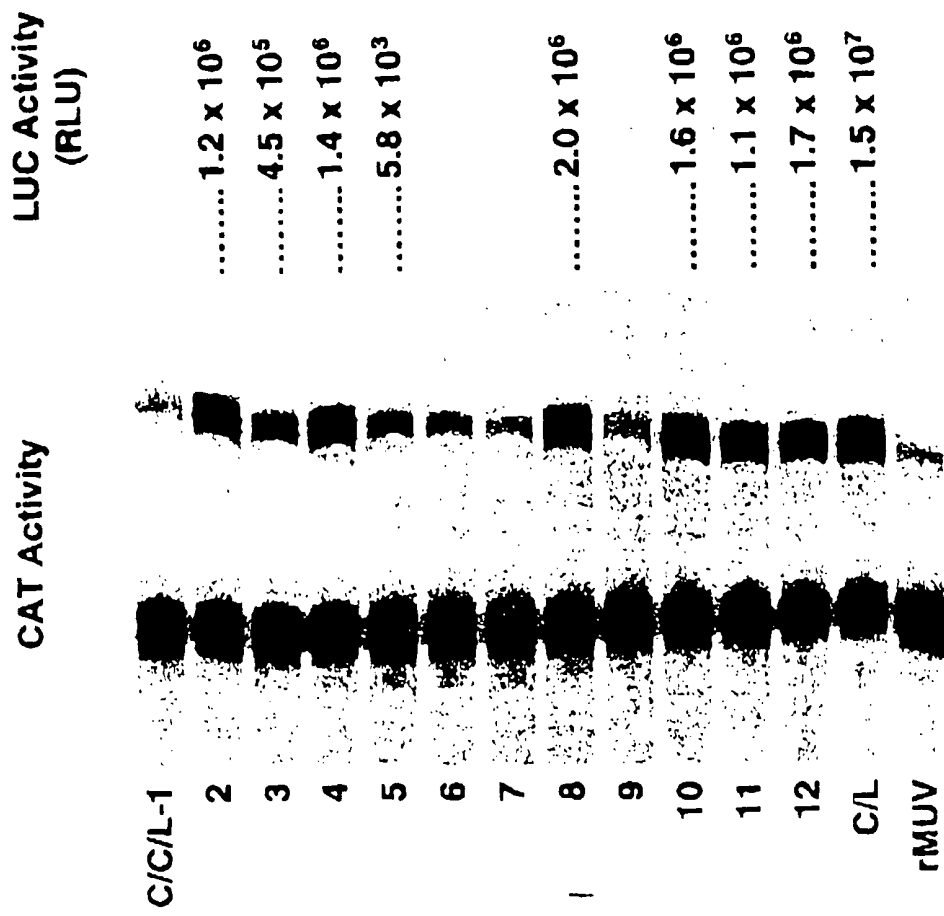 LUC Activity
(RLU)
CAT Activity
C/C/L-1
2 ......... 1.2 x 10⁶
3 ......... 4.5 x 10⁵
4 ......... 1.4 x 10⁶
5 ......... 5.8 x 10³
6
7
8 ......... 2.0 x 10⁶
9
10 ......... 1.6 x 10⁶
11 ......... 1.1 x 10⁶
12 ......... 1.7 x 10⁶
C/L ......... 1.5 x 10⁷
rMUV